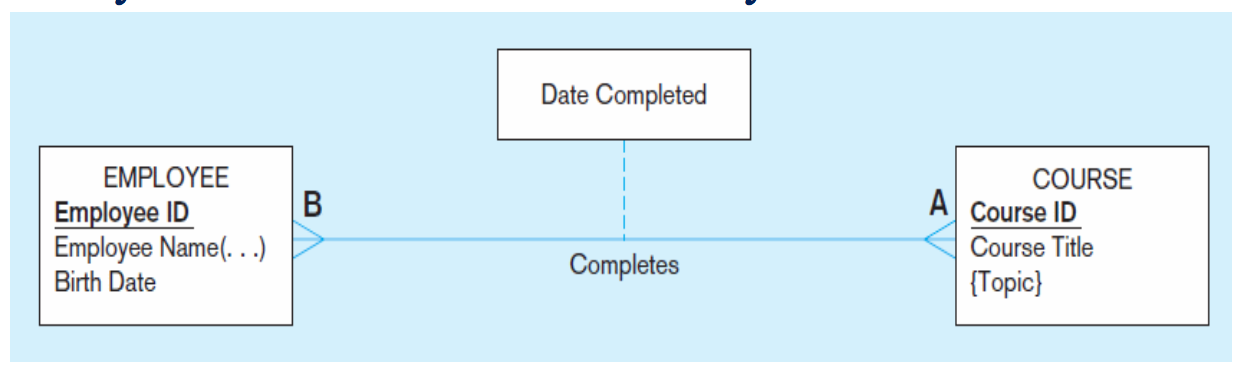 Date Completed
EMPLOYEE
Employee ID
Employee Name(. . .)
Birth Date
B
Completes
A
COURSE
Course ID
Course Title
{Topic}